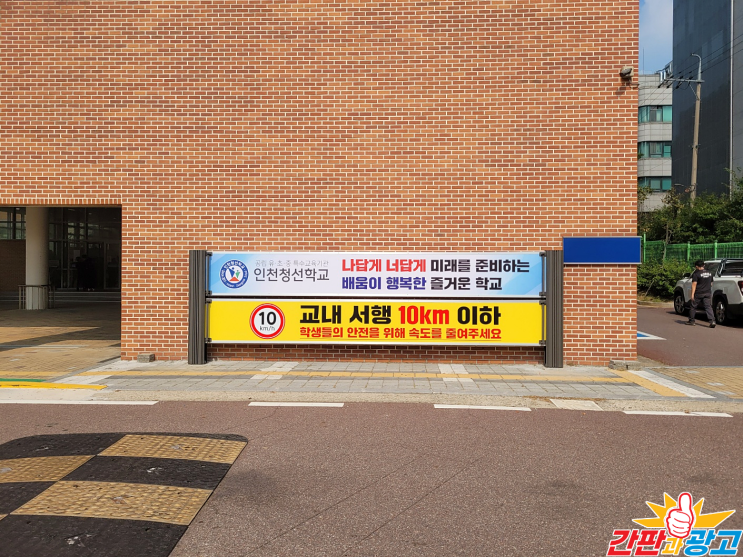 공립 유·초·중 특수교육기관
인천청선학교
나답게 너답게 미래를 준비하는
배움이 행복한 즐거운 학교
10
km/h
교내 서행 10km 이하
학생들의 안전을 위해 속도를 줄여주세요
간판과광고